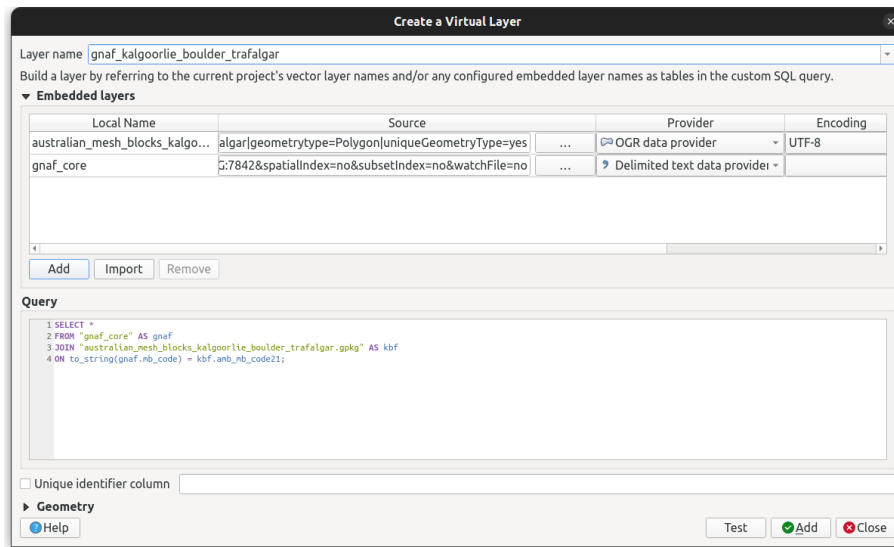 Create a Virtual Layer
Layer name gnaf_kalgoorlie_boulder_trafalgar
Build a layer by referring to the current project's vector layer names and/or any configured embedded layer names as tables in the custom SQL query.
Embedded layers
Local Name Source Provider Encoding
australian_mesh_blocks_kalgo... algar|geometrytype=Polygon|uniqueGeometryType=yes ... OGR data provider UTF-8
gnaf_core G:7842&spatialIndex=no&subsetIndex=no&watchFile=no ... Delimited text data provider
Add Import Remove
Query
1 SELECT *
2 FROM "gnaf_core" AS gnaf
3 JOIN "australian_mesh_blocks_kalgoorlie_boulder_trafalgar.gpkg" AS kbf
4 ON to_string(gnaf.mb_code) = kbf.amb_mb_code21;
Unique identifier column
Geometry
Help Test Add Close